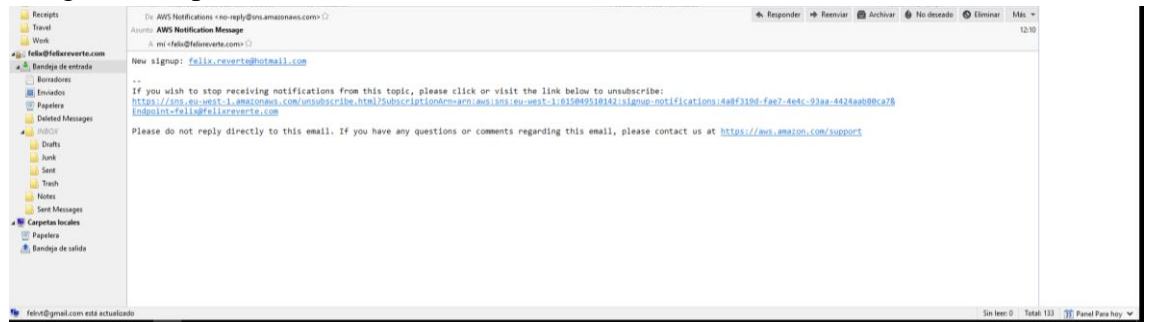 Receipts
Travel
Work
felix@felixreverte.com
Bandeja de entrada
Borradores
Enviados
Papelera
Deleted Messages
INBOX
Drafts
Junk
Sent
Trash
Notes
Sent Messages
Carpetas locales
Papelera
Bandeja de salida
De AWS Notifications <no-reply@sns.amazonaws.com>
Responder Reenviar Archivar No deseado Eliminar Más
Asunto AWS Notification Message
12:10
A mí <felix@felixreverte.com>
New signup: felix.reverte@hotmail.com
--
If you wish to stop receiving notifications from this topic, please click or visit the link below to unsubscribe:
https://sns.eu-west-1.amazonaws.com/unsubscribe.html?SubscriptionArn=arn:aws:sns:eu-west-1:615049510142:signup-notifications:4a8f319d-fae7-4e4c-93aa-4424aab00ca7&
Endpoint=felix@felixreverte.com
Please do not reply directly to this email. If you have any questions or comments regarding this email, please contact us at https://aws.amazon.com/support
felrvt@gmail.com está actualizado
Sin leer: 0 Total: 133 Panel Para hoy